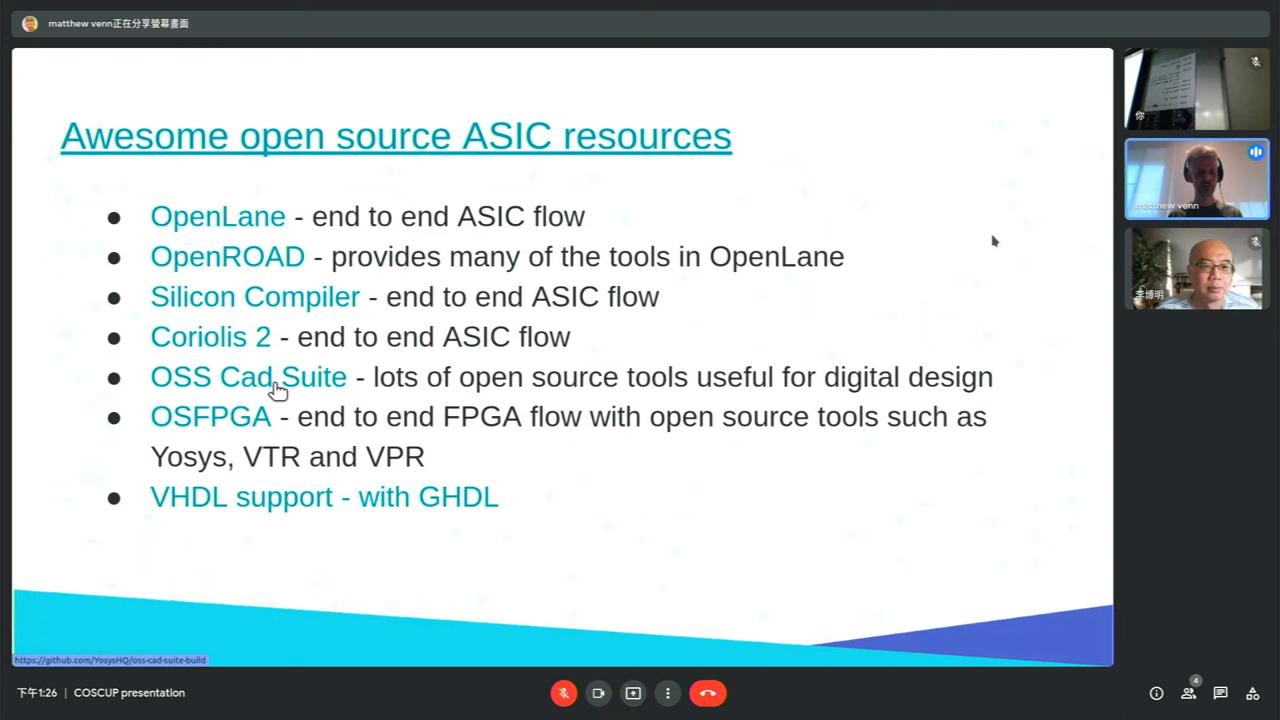 matthew venn正在分享螢幕畫面
Awesome open source ASIC resources
● OpenLane - end to end ASIC flow
● OpenROAD - provides many of the tools in OpenLane
● Silicon Compiler - end to end ASIC flow
● Coriolis 2 - end to end ASIC flow
● OSS Cad Suite - lots of open source tools useful for digital design
● OSFPGA - end to end FPGA flow with open source tools such as
Yosys, VTR and VPR
● VHDL support - with GHDL
https://github.com/YosysHQ/oss-cad-suite-build
你
matthew venn
李博明
下午1:26 | COSCUP presentation
4